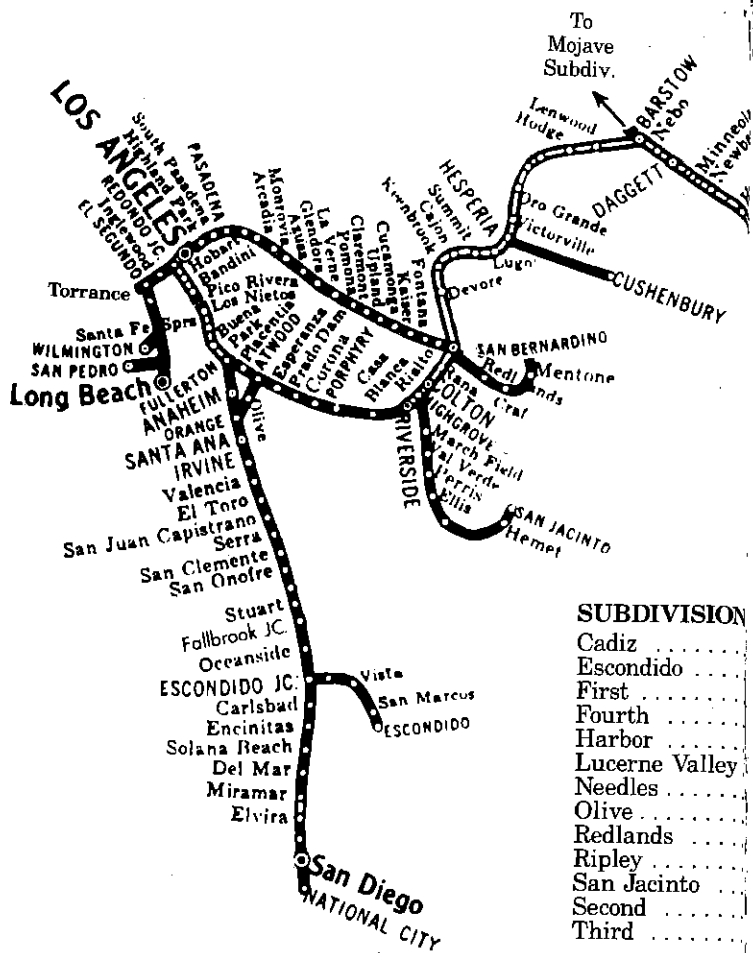 To
Mojave
Subdiv.
BARSTOW
Nebo
Lenwood
Hodge
DAGGETT
HESPERIA
Oro Grande
Victorville
Lugo
CUSHENBURY
Summit
Cajon
Keenbrook
Devore
LOS ANGELES
PASADENA
South Pasadena
Highland Park
REDONDO JC.
Inglewood
EL SEGUNDO
Torrance
Hobart
Bandini
Pico Rivera
Los Nietos
Santa Fe Sprs
Buena
Park
WILMINGTON
SAN PEDRO
Long Beach
Arcadia
Monrovia
Azusa
Glendora
La Verne
Pomona
Claremont
Upland
Cucamonga
Kaiser
Fontana
SAN BERNARDINO
Redlands
Mentone
Rana
Craf
COLTON
HIGHGROVE
Rialto
Casa
Blanca
RIVERSIDE
PORPHYRY
Corona
Prado Dam
Esperanza
ATWOOD
Placentia
FULLERTON
ANAHEIM
ORANGE
Olive
SANTA ANA
IRVINE
Valencia
El Toro
San Juan Capistrano
Serra
San Clemente
San Onofre
Stuart
Fallbrook JC.
Oceanside
ESCONDIDO JC.
Vista
San Marcus
ESCONDIDO
Carlsbad
Encinitas
Solana Beach
Del Mar
Miramar
Elvira
San Diego
NATIONAL CITY
March Field
Val Verde
Perris
Ellis
SAN JACINTO
Hemet
SUBDIVISION
Cadiz ......
Escondido ....
First .......
Fourth ......
Harbor ......
Lucerne Valley
Needles .....
Olive .......
Redlands ....
Ripley ......
San Jacinto ..
Second ......
Third .......